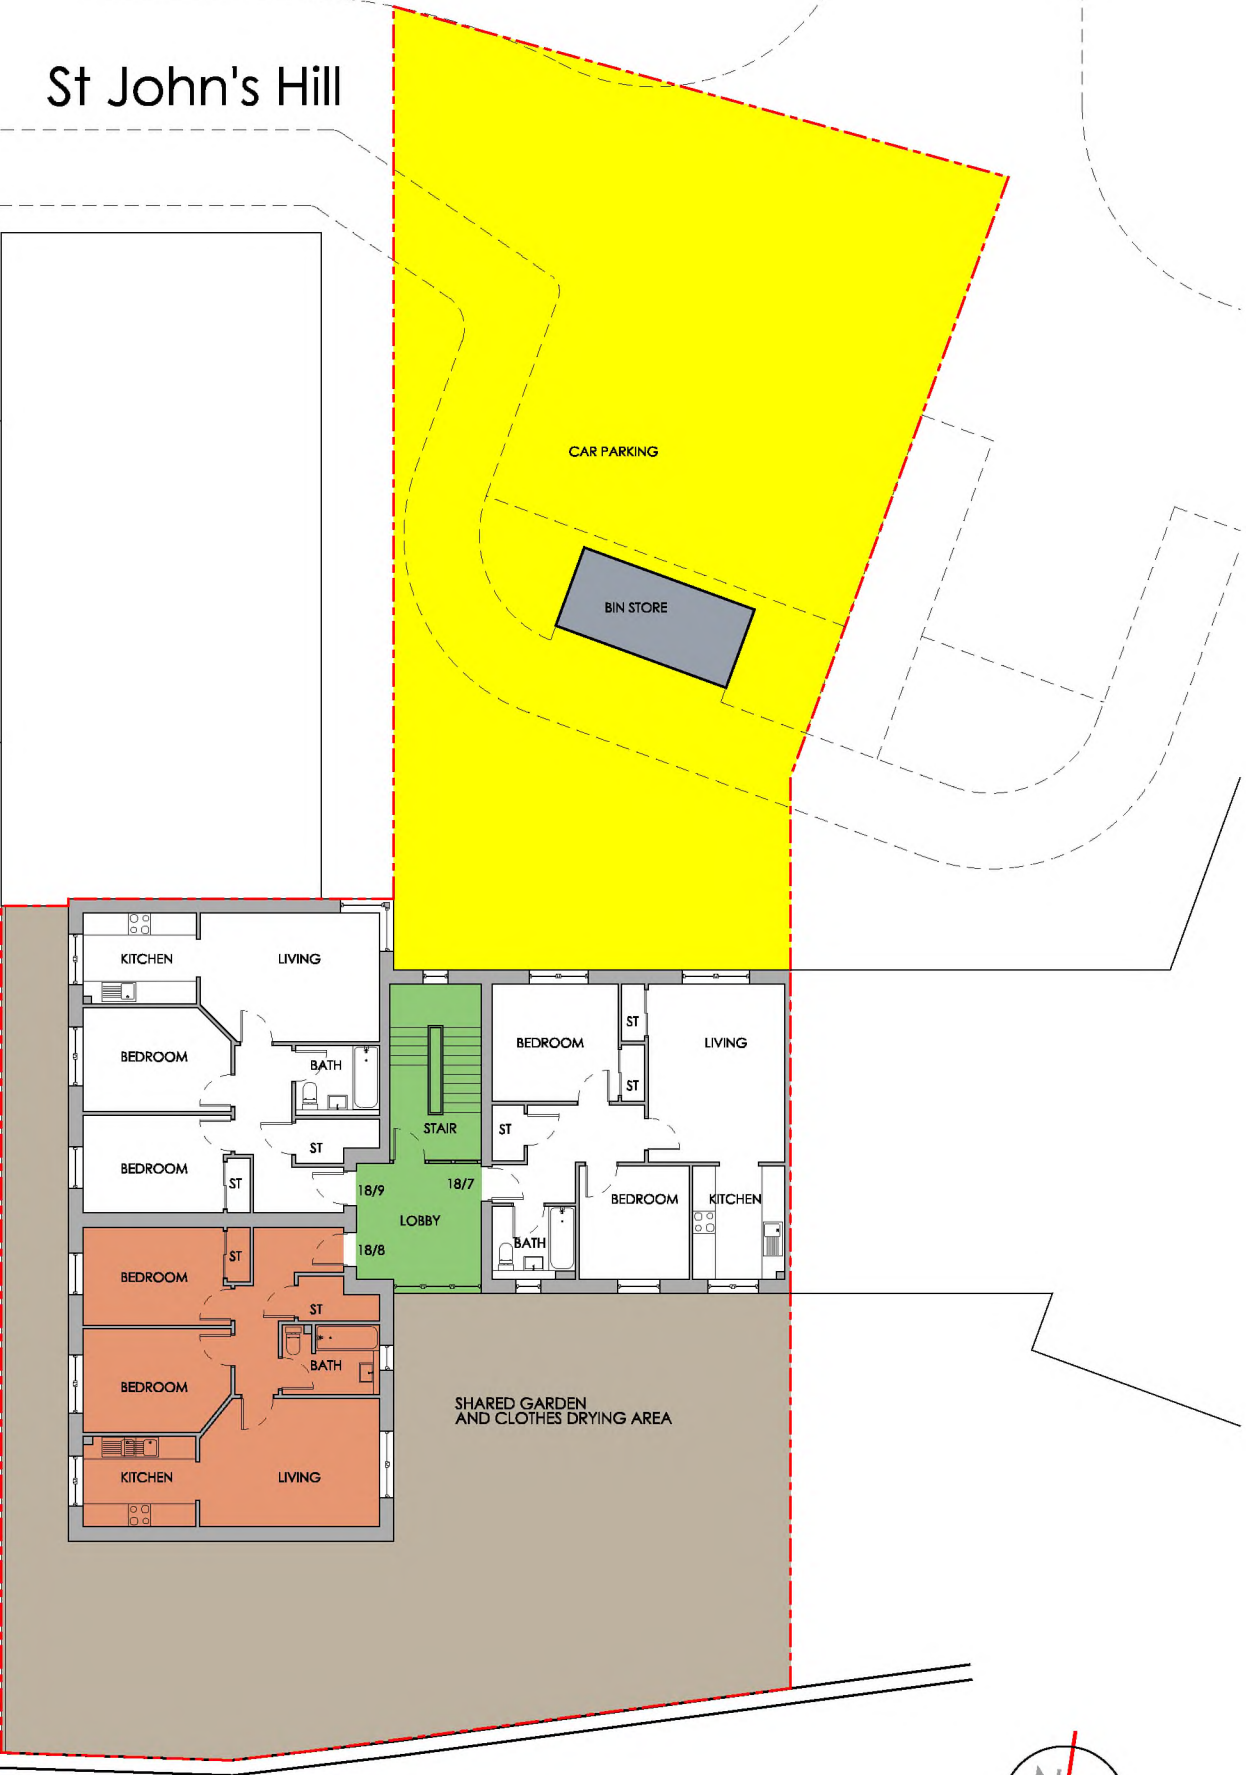 St John's Hill
CAR PARKING
BIN STORE
KITCHEN
LIVING
BEDROOM
BATH
BEDROOM
ST
ST
BEDROOM
ST
LIVING
ST
ST
BEDROOM
KITCHEN
BATH
STAIR
18/9
18/7
LOBBY
18/8
BEDROOM
ST
ST
BEDROOM
BATH
KITCHEN
LIVING
SHARED GARDEN
AND CLOTHES DRYING AREA
N